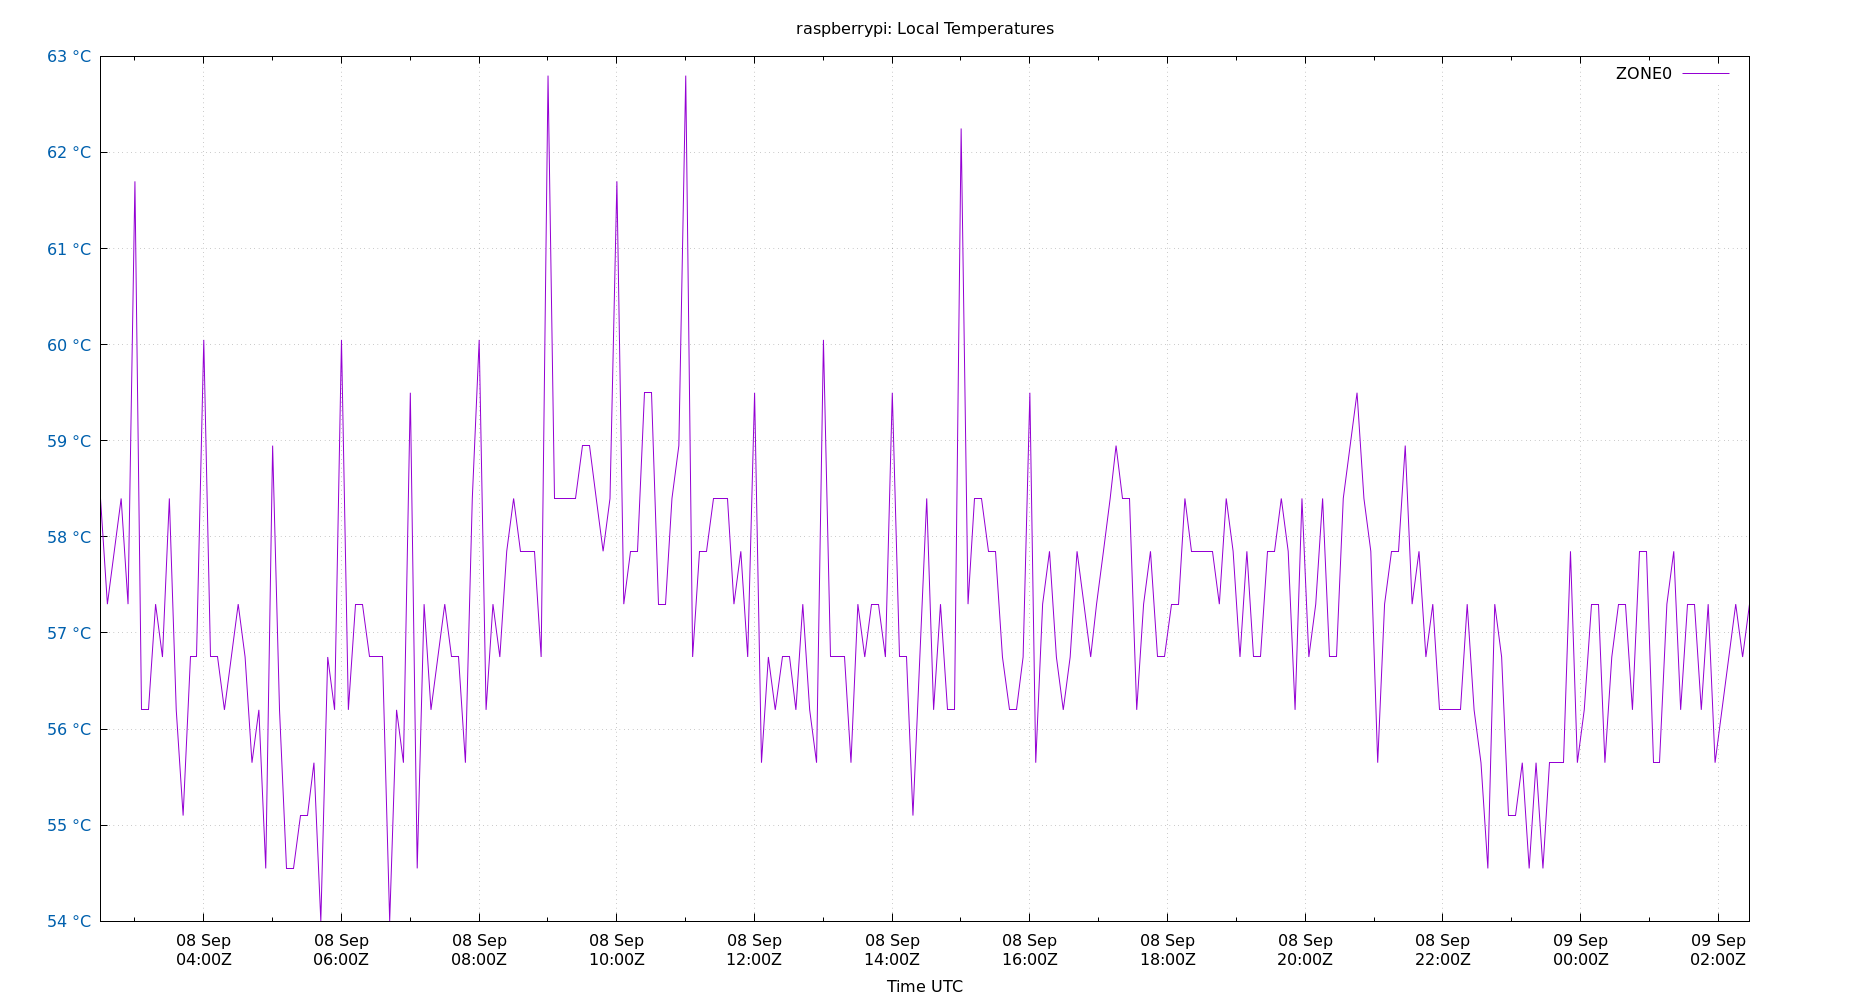 raspberrypi: Local Temperatures
63 °C
ZONE0
62 °C
61 °C
60 °C
59 °C
58 °C
57 °C
56 °C
55 °C
54 °C
08 Sep 08 Sep 08 Sep 08 Sep 08 Sep 08 Sep 08 Sep 08 Sep 08 Sep 08 Sep 09 Sep 09 Sep
04:00Z 06:00Z 08:00Z 10:00Z 12:00Z 14:00Z 16:00Z 18:00Z 20:00Z 22:00Z 00:00Z 02:00Z
Time UTC